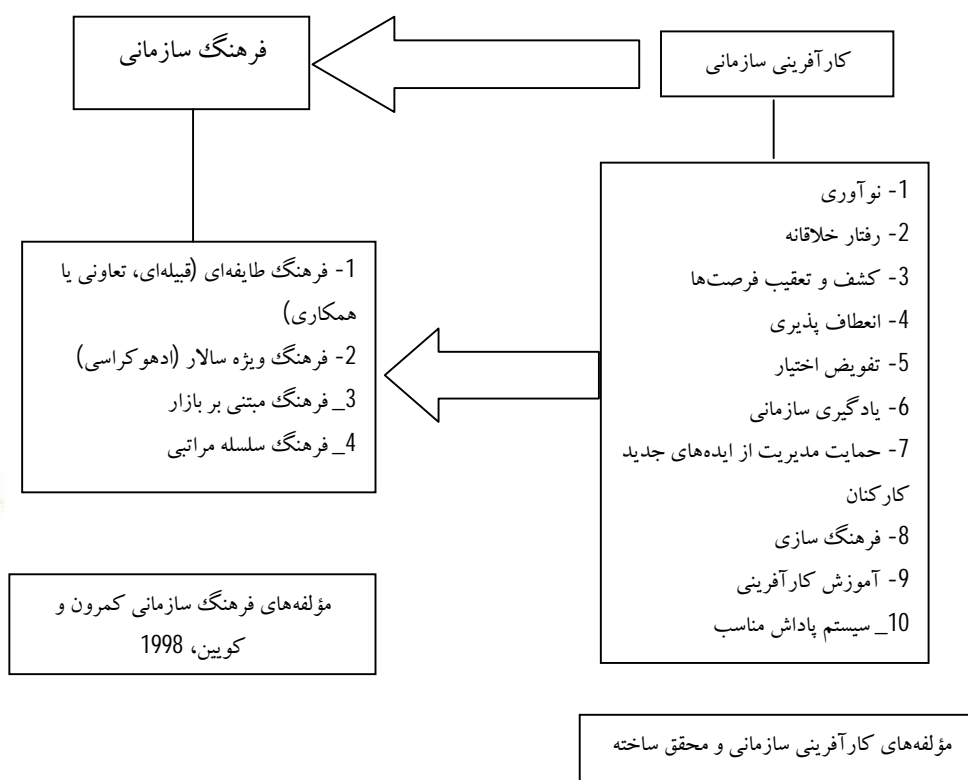 کارآفرینی سازمانی
فرهنگ سازمانی
1- نوآوری
2- رفتار خلاقانه
3- کشف و تعقیب فرصت‌ها
4- انعطاف پذیری
5- تفویض اختیار
6- یادگیری سازمانی
7- حمایت مدیریت از ایده‌های جدید
کارکنان
8- فرهنگ سازی
9- آموزش کارآفرینی
10_ سیستم پاداش مناسب
1- فرهنگ طایفه‌ای (قبیله‌ای، تعاونی یا
همکاری)
2- فرهنگ ویژه سالار (ادهوکراسی)
3_ فرهنگ مبتنی بر بازار
4_ فرهنگ سلسله مراتبی
مؤلفه‌های فرهنگ سازمانی کمرون و
کویین، 1998
مؤلفه‌های کارآفرینی سازمانی و محقق ساخته